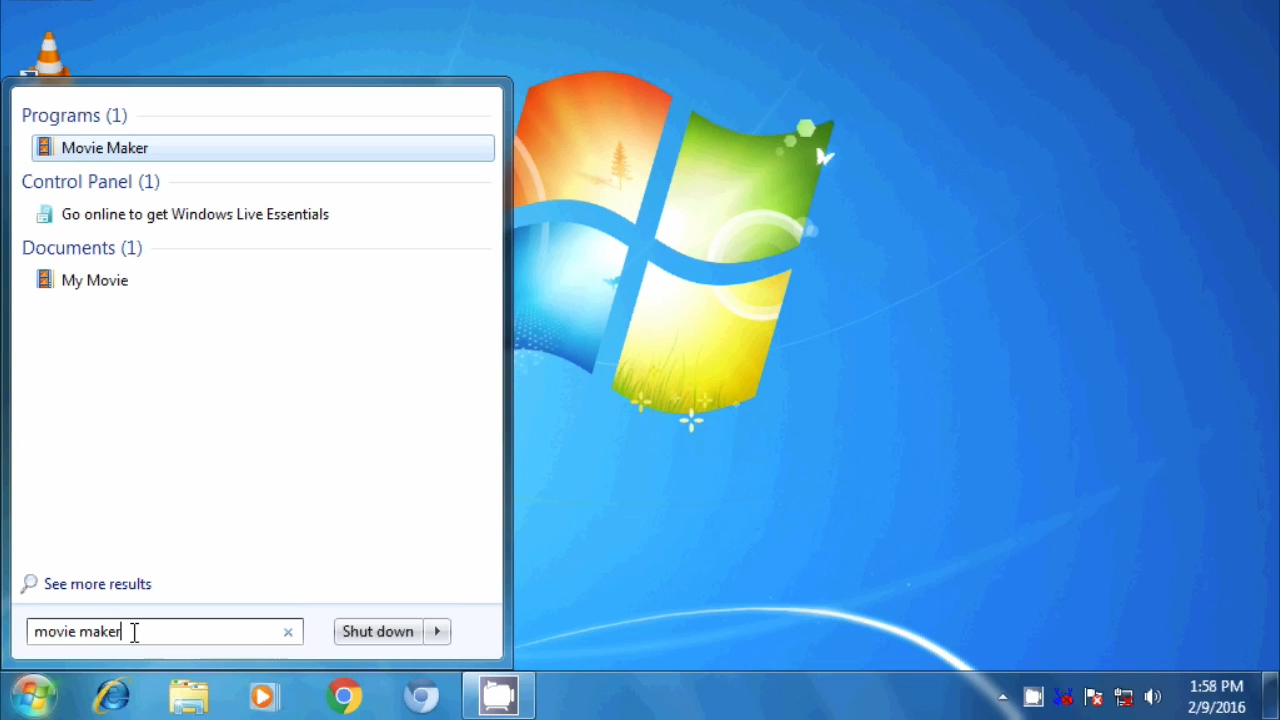 Programs (1)
Movie Maker
Control Panel (1)
Go online to get Windows Live Essentials
Documents (1)
My Movie
See more results
movie maker
Shut down
1:58 PM
2/9/2016